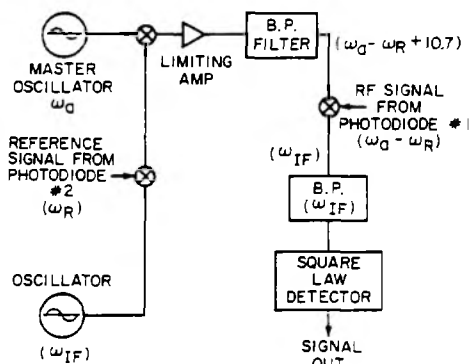 B.P.
FILTER
(ωa - ωR + 10.7)
LIMITING
AMP
MASTER
OSCILLATOR
ωa
RF SIGNAL
FROM
PHOTODIODE #1
(ωa - ωR)
REFERENCE
SIGNAL FROM
PHOTODIODE
#2
(ωR)
(ωIF)
B.P.
(ωIF)
SQUARE
LAW
DETECTOR
OSCILLATOR
(ωIF)
SIGNAL
OUT